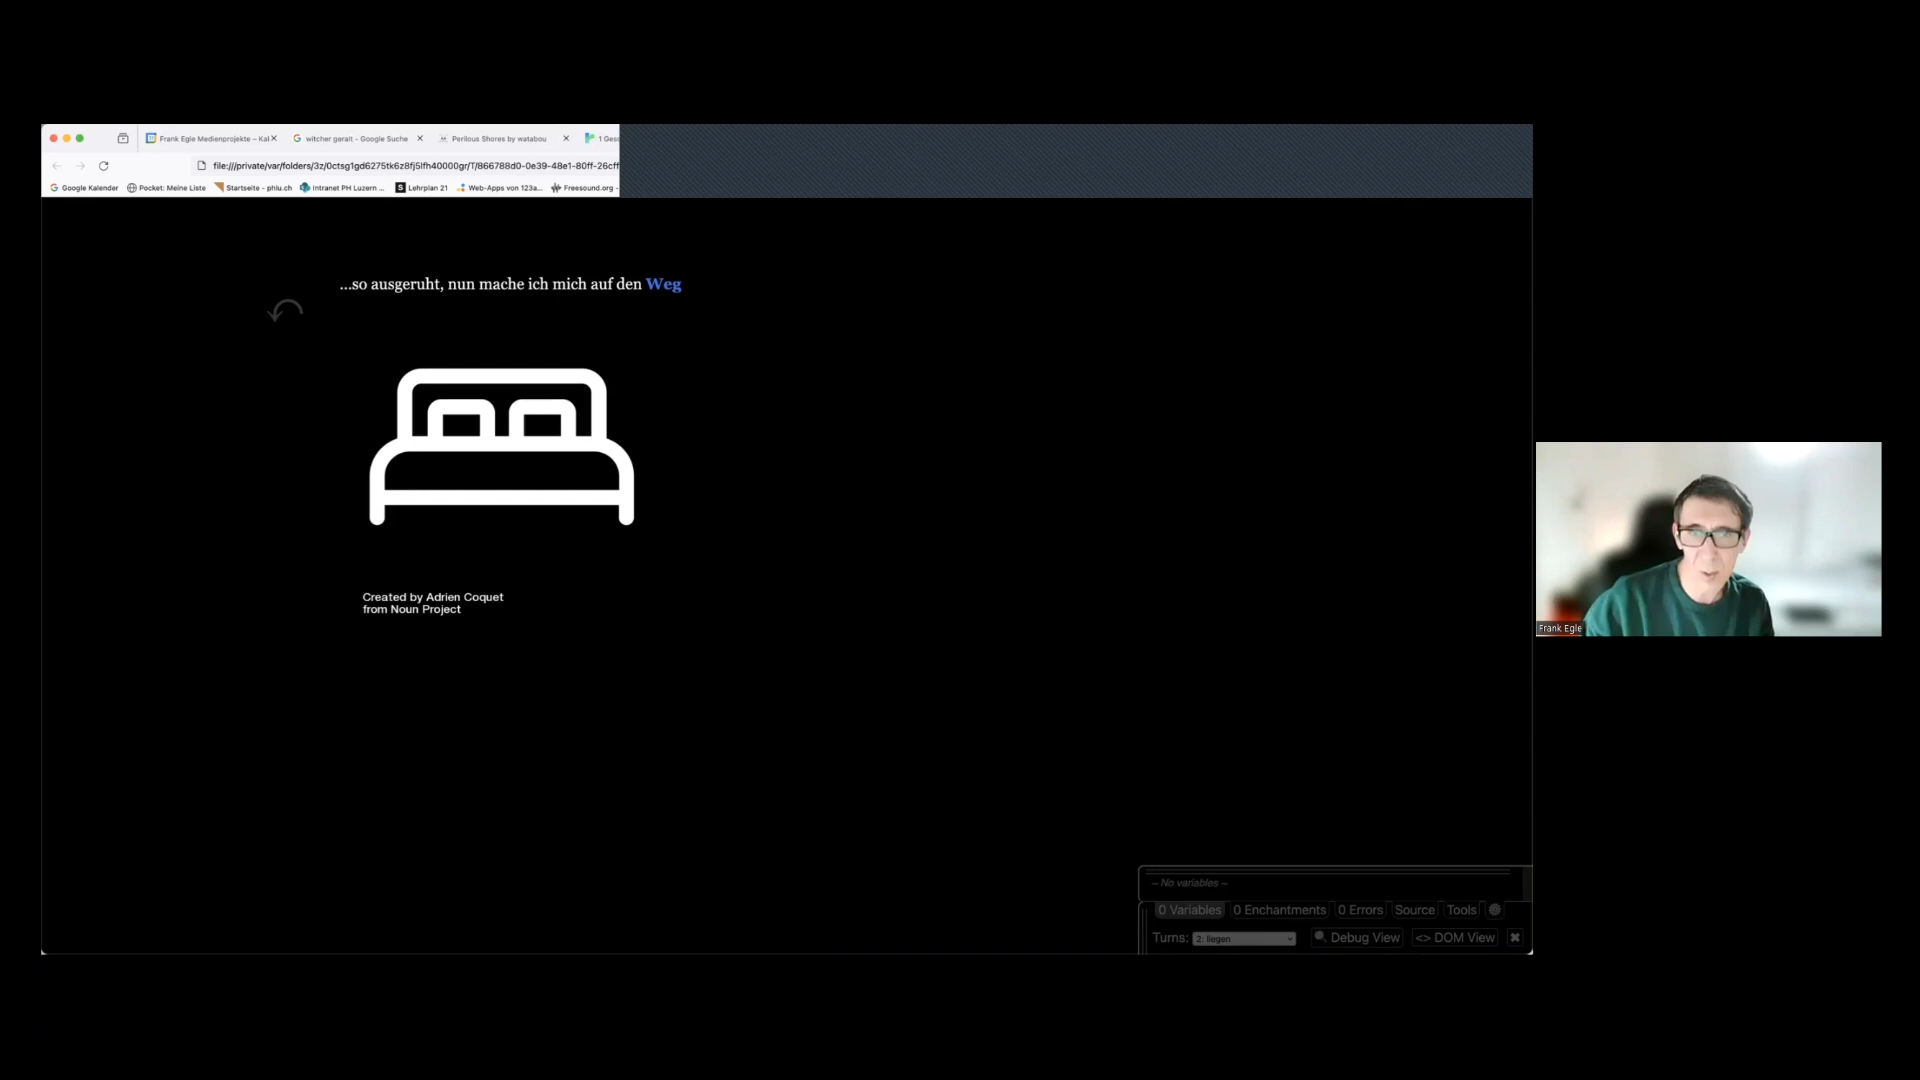 Frank Egle Medienprojekte – Kal
witcher geralt - Google Suche
Perilous Shores by watabou
1 Gesc
file:///private/var/folders/3z/0ctsg1gd6275tk6z8fj5lfh40000gr/T/866788d0-0e39-48e1-80ff-26cff
Google Kalender
Pocket: Meine Liste
Startseite - phlu.ch
Intranet PH Luzern ...
Lehrplan 21
Web-Apps von 123a...
Freesound.org -
...so ausgeruht, nun mache ich mich auf den Weg
Created by Adrien Coquet
from Noun Project
Frank Egle
– No variables –
0 Variables 0 Enchantments 0 Errors Source Tools
Turns: 2: liegen Debug View <> DOM View